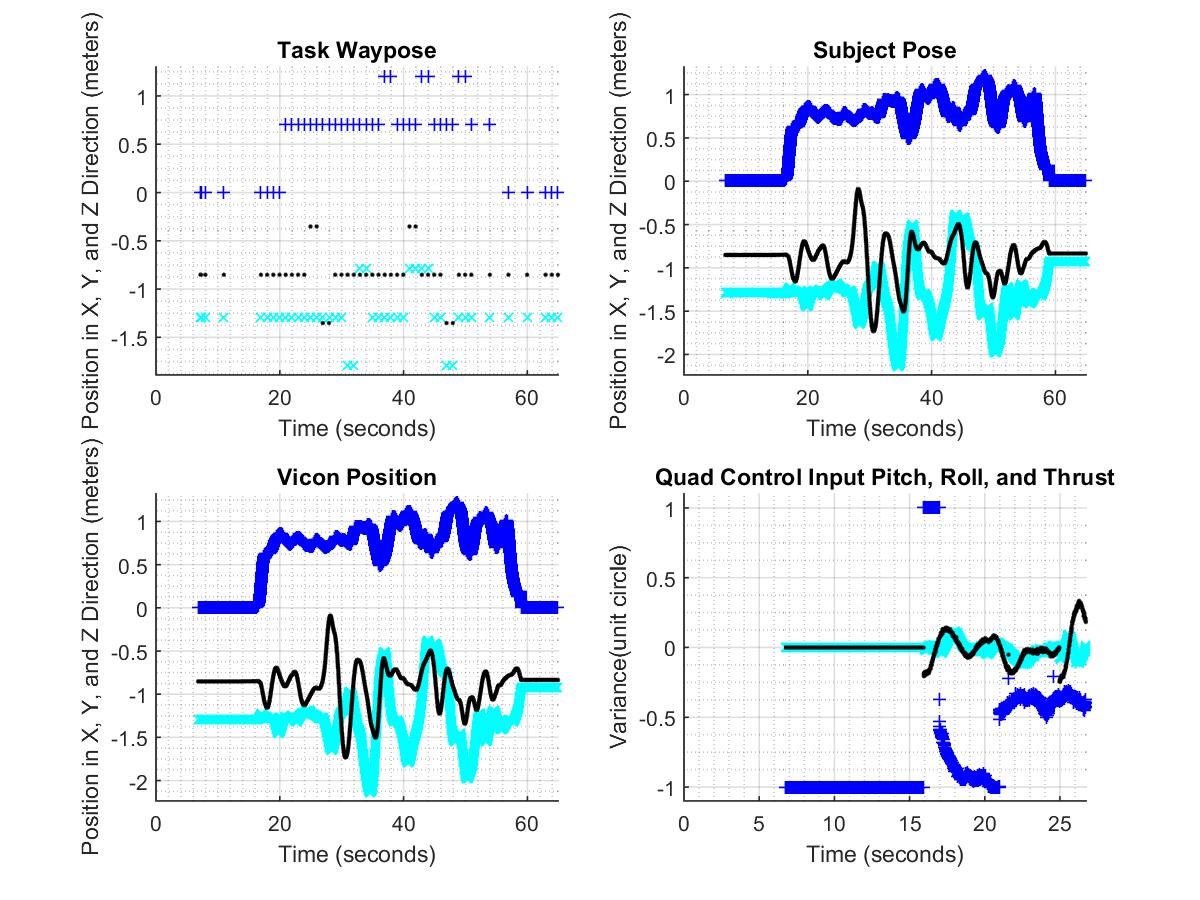 Task Waypose
Position in X, Y, and Z Direction (meters)
1
0.5
0
-0.5
-1
-1.5
0 20 40 60
Time (seconds)
Subject Pose
Position in X, Y, and Z Direction (meters)
1
0.5
0
-0.5
-1
-1.5
-2
0 20 40 60
Time (seconds)
Vicon Position
Position in X, Y, and Z Direction (meters)
1
0.5
0
-0.5
-1
-1.5
-2
0 20 40 60
Time (seconds)
Quad Control Input Pitch, Roll, and Thrust
Variance(unit circle)
1
0.5
0
-0.5
-1
0 5 10 15 20 25
Time (seconds)